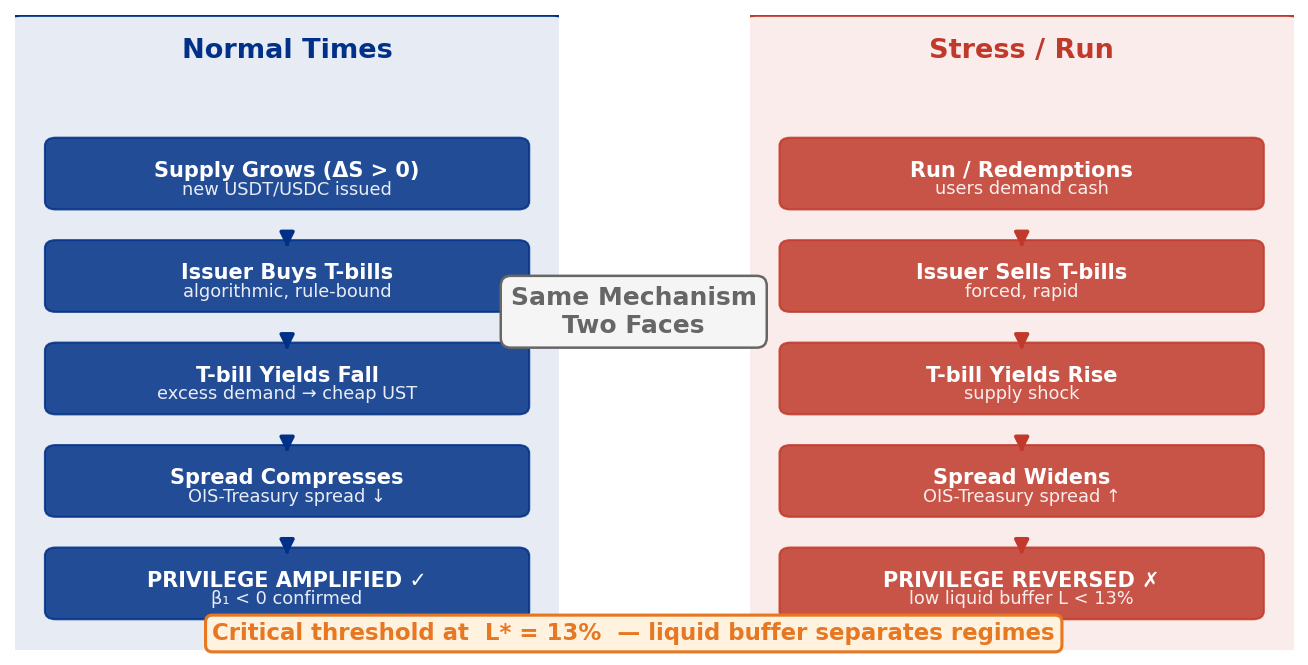 Normal Times
Supply Grows (ΔS > 0)
new USDT/USDC issued
Issuer Buys T-bills
algorithmic, rule-bound
T-bill Yields Fall
excess demand → cheap UST
Spread Compresses
OIS-Treasury spread ↓
PRIVILEGE AMPLIFIED ✓
β₁ < 0 confirmed
Same Mechanism
Two Faces
Stress / Run
Run / Redemptions
users demand cash
Issuer Sells T-bills
forced, rapid
T-bill Yields Rise
supply shock
Spread Widens
OIS-Treasury spread ↑
PRIVILEGE REVERSED ✗
low liquid buffer L < 13%
Critical threshold at L* = 13% — liquid buffer separates regimes